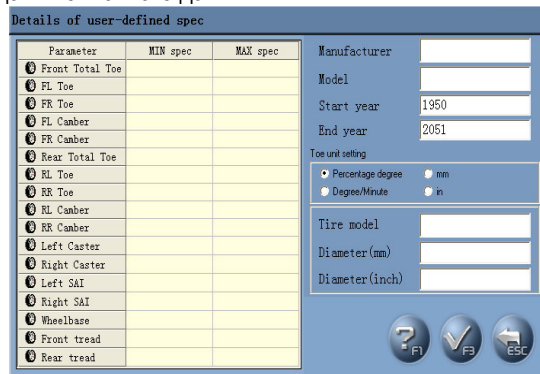 Details of user-defined spec
Parameter MIN spec MAX spec
Front Total Toe
FL Toe
FR Toe
FL Camber
FR Camber
Rear Total Toe
RL Toe
RR Toe
RL Camber
RR Camber
Left Caster
Right Caster
Left SAI
Right SAI
Wheelbase
Front tread
Rear tread
Manufacturer
Model
Start year 1950
End year 2051
Toe unit setting
Percentage degree mm
Degree/Minute in
Tire model
Diameter(mm)
Diameter(inch)
? F1 F3 ESC